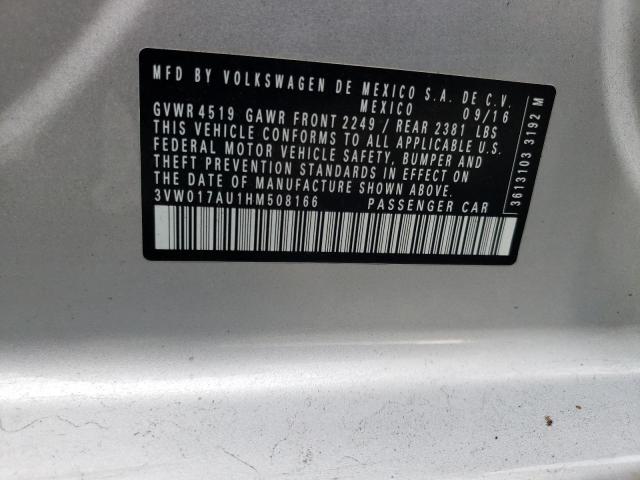 MFD BY VOLKSWAGEN DE MEXICO S.A. DE C.V.
MEXICO 09/16
GVWR 4519 GAWR FRONT 2249 / REAR 2381 LBS
THIS VEHICLE CONFORMS TO ALL APPLICABLE U.S.
FEDERAL MOTOR VEHICLE SAFETY, BUMPER AND
THEFT PREVENTION STANDARDS IN EFFECT ON
THE DATE OF MANUFACTURE SHOWN ABOVE.
3VW017AU1HM508166 PASSENGER CAR
3613103 3192 M